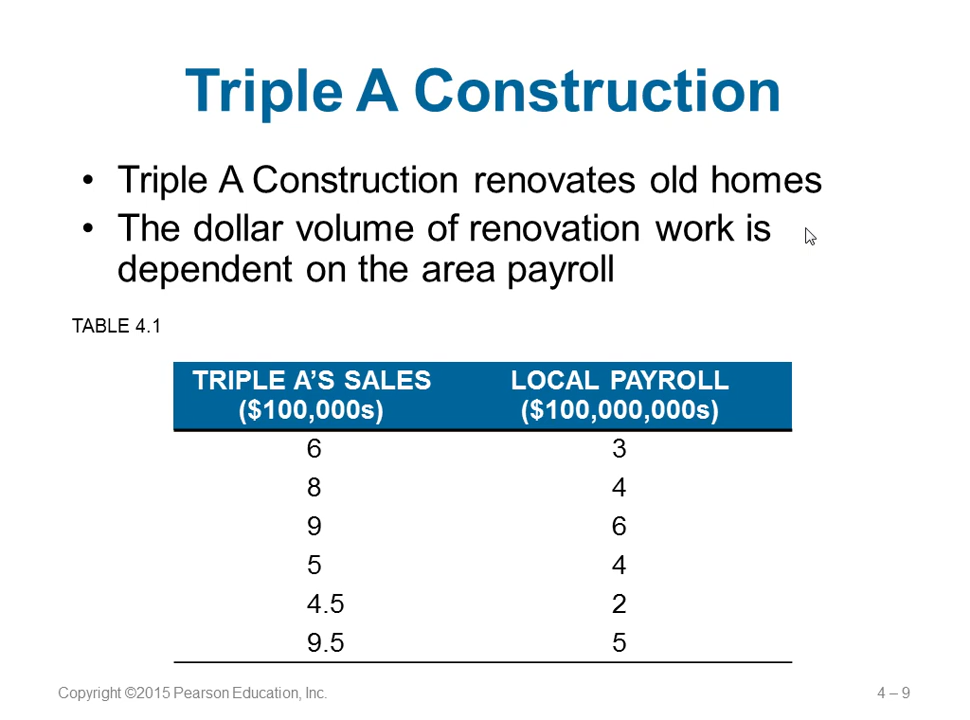 Triple A Construction
• Triple A Construction renovates old homes
• The dollar volume of renovation work is
dependent on the area payroll
TABLE 4.1
TRIPLE A’S SALES LOCAL PAYROLL
($100,000s) ($100,000,000s)
6 3
8 4
9 6
5 4
4.5 2
9.5 5
Copyright ©2015 Pearson Education, Inc. 4 – 9